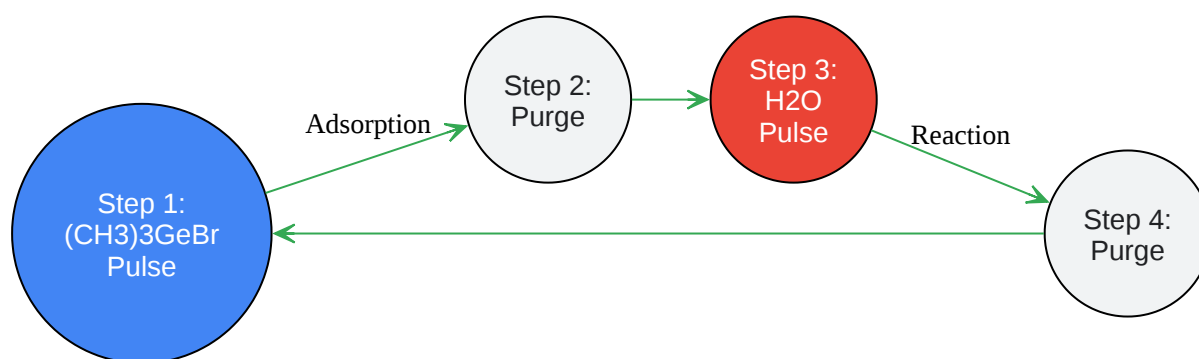 Step 1:
(CH3)3GeBr
Pulse
Adsorption
Step 2:
Purge
Step 3:
H2O
Pulse
Reaction
Step 4:
Purge